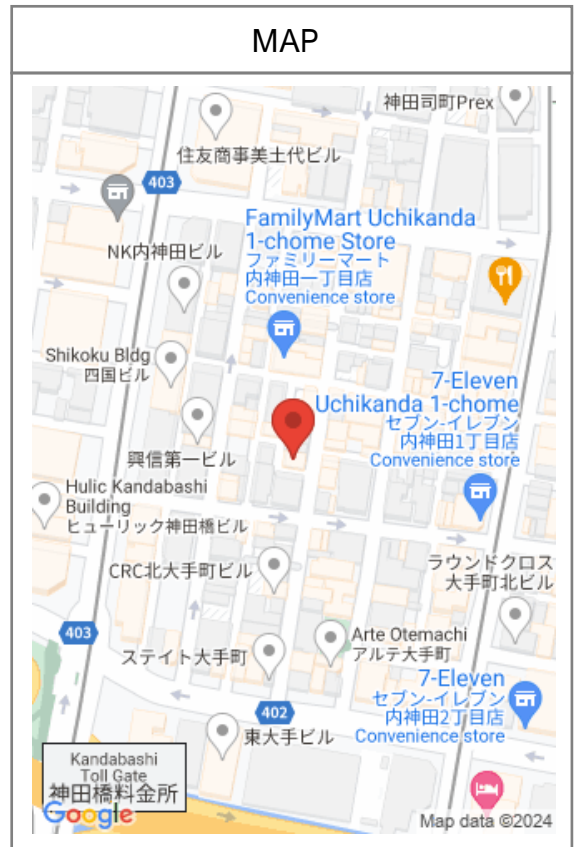 MAP
神田司町Prex
住友商事美土代ビル
403
FamilyMart Uchikanda
1-chome Store
ファミリーマート
内神田一丁目店
Convenience store
NK内神田ビル
Shikoku Bldg
四国ビル
7-Eleven
Uchikanda 1-chome
セブン-イレブン
内神田1丁目店
Convenience store
興信第一ビル
Hulic Kandabashi
Building
ヒューリック神田橋ビル
CRC北大手町ビル
ラウンドクロス
大手町北ビル
403
Arte Otemachi
アルテ大手町
ステイト大手町
7-Eleven
セブン-イレブン
内神田2丁目店
Convenience store
402
東大手ビル
Kandabashi
Toll Gate
神田橋料金所
Google
Map data ©2024